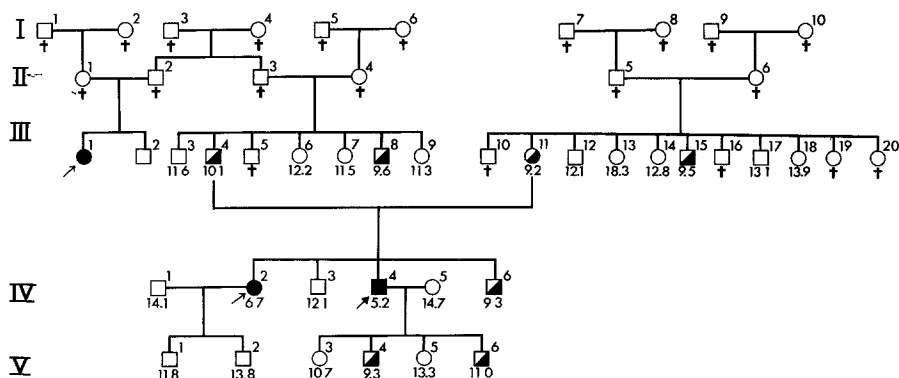 I 1 2 3 4 5 6 7 8 9 10
† † † † † † † † † †
II 1 2 3 4 5 6
† † † † † †
III 1 2 3 4 5 6 7 8 9 10 11 12 13 14 15 16 17 18 19 20
11.6 10.1 † 12.2 11.5 9.6 11.3 † 9.2 12.1 18.3 12.8 9.5 † 13.1 13.9 † †
IV 1 2 3 4 5 6
14.1 6.7 12.1 5.2 14.7 9.3
V 1 2 3 4 5 6
11.8 13.8 10.7 9.3 13.3 11.0